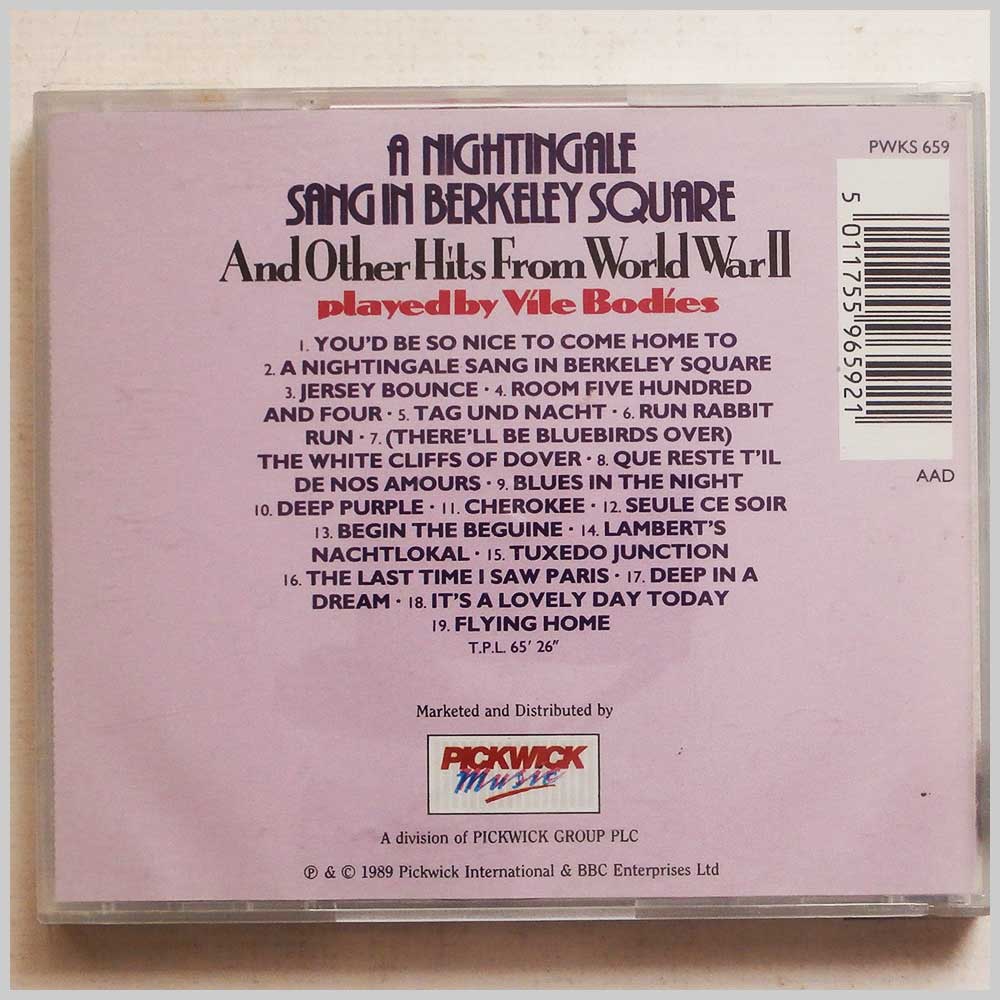 A NIGHTINGALE
SANG IN BERKELEY SQUARE
And Other Hits From World War II
played by Vile Bodies
1. YOU'D BE SO NICE TO COME HOME TO
2. A NIGHTINGALE SANG IN BERKELEY SQUARE
3. JERSEY BOUNCE · 4. ROOM FIVE HUNDRED
AND FOUR · 5. TAG UND NACHT · 6. RUN RABBIT
RUN · 7. (THERE'LL BE BLUEBIRDS OVER)
THE WHITE CLIFFS OF DOVER · 8. QUE RESTE T'IL
DE NOS AMOURS · 9. BLUES IN THE NIGHT
10. DEEP PURPLE · 11. CHEROKEE · 12. SEULE CE SOIR
13. BEGIN THE BEGUINE · 14. LAMBERT'S
NACHTLOKAL · 15. TUXEDO JUNCTION
16. THE LAST TIME I SAW PARIS · 17. DEEP IN A
DREAM · 18. IT'S A LOVELY DAY TODAY
19. FLYING HOME
T.P.L. 65' 26"
PWKS 659
5 011755 965921
AAD
Marketed and Distributed by
PICKWICK
Music
A division of PICKWICK GROUP PLC
℗ & © 1989 Pickwick International & BBC Enterprises Ltd